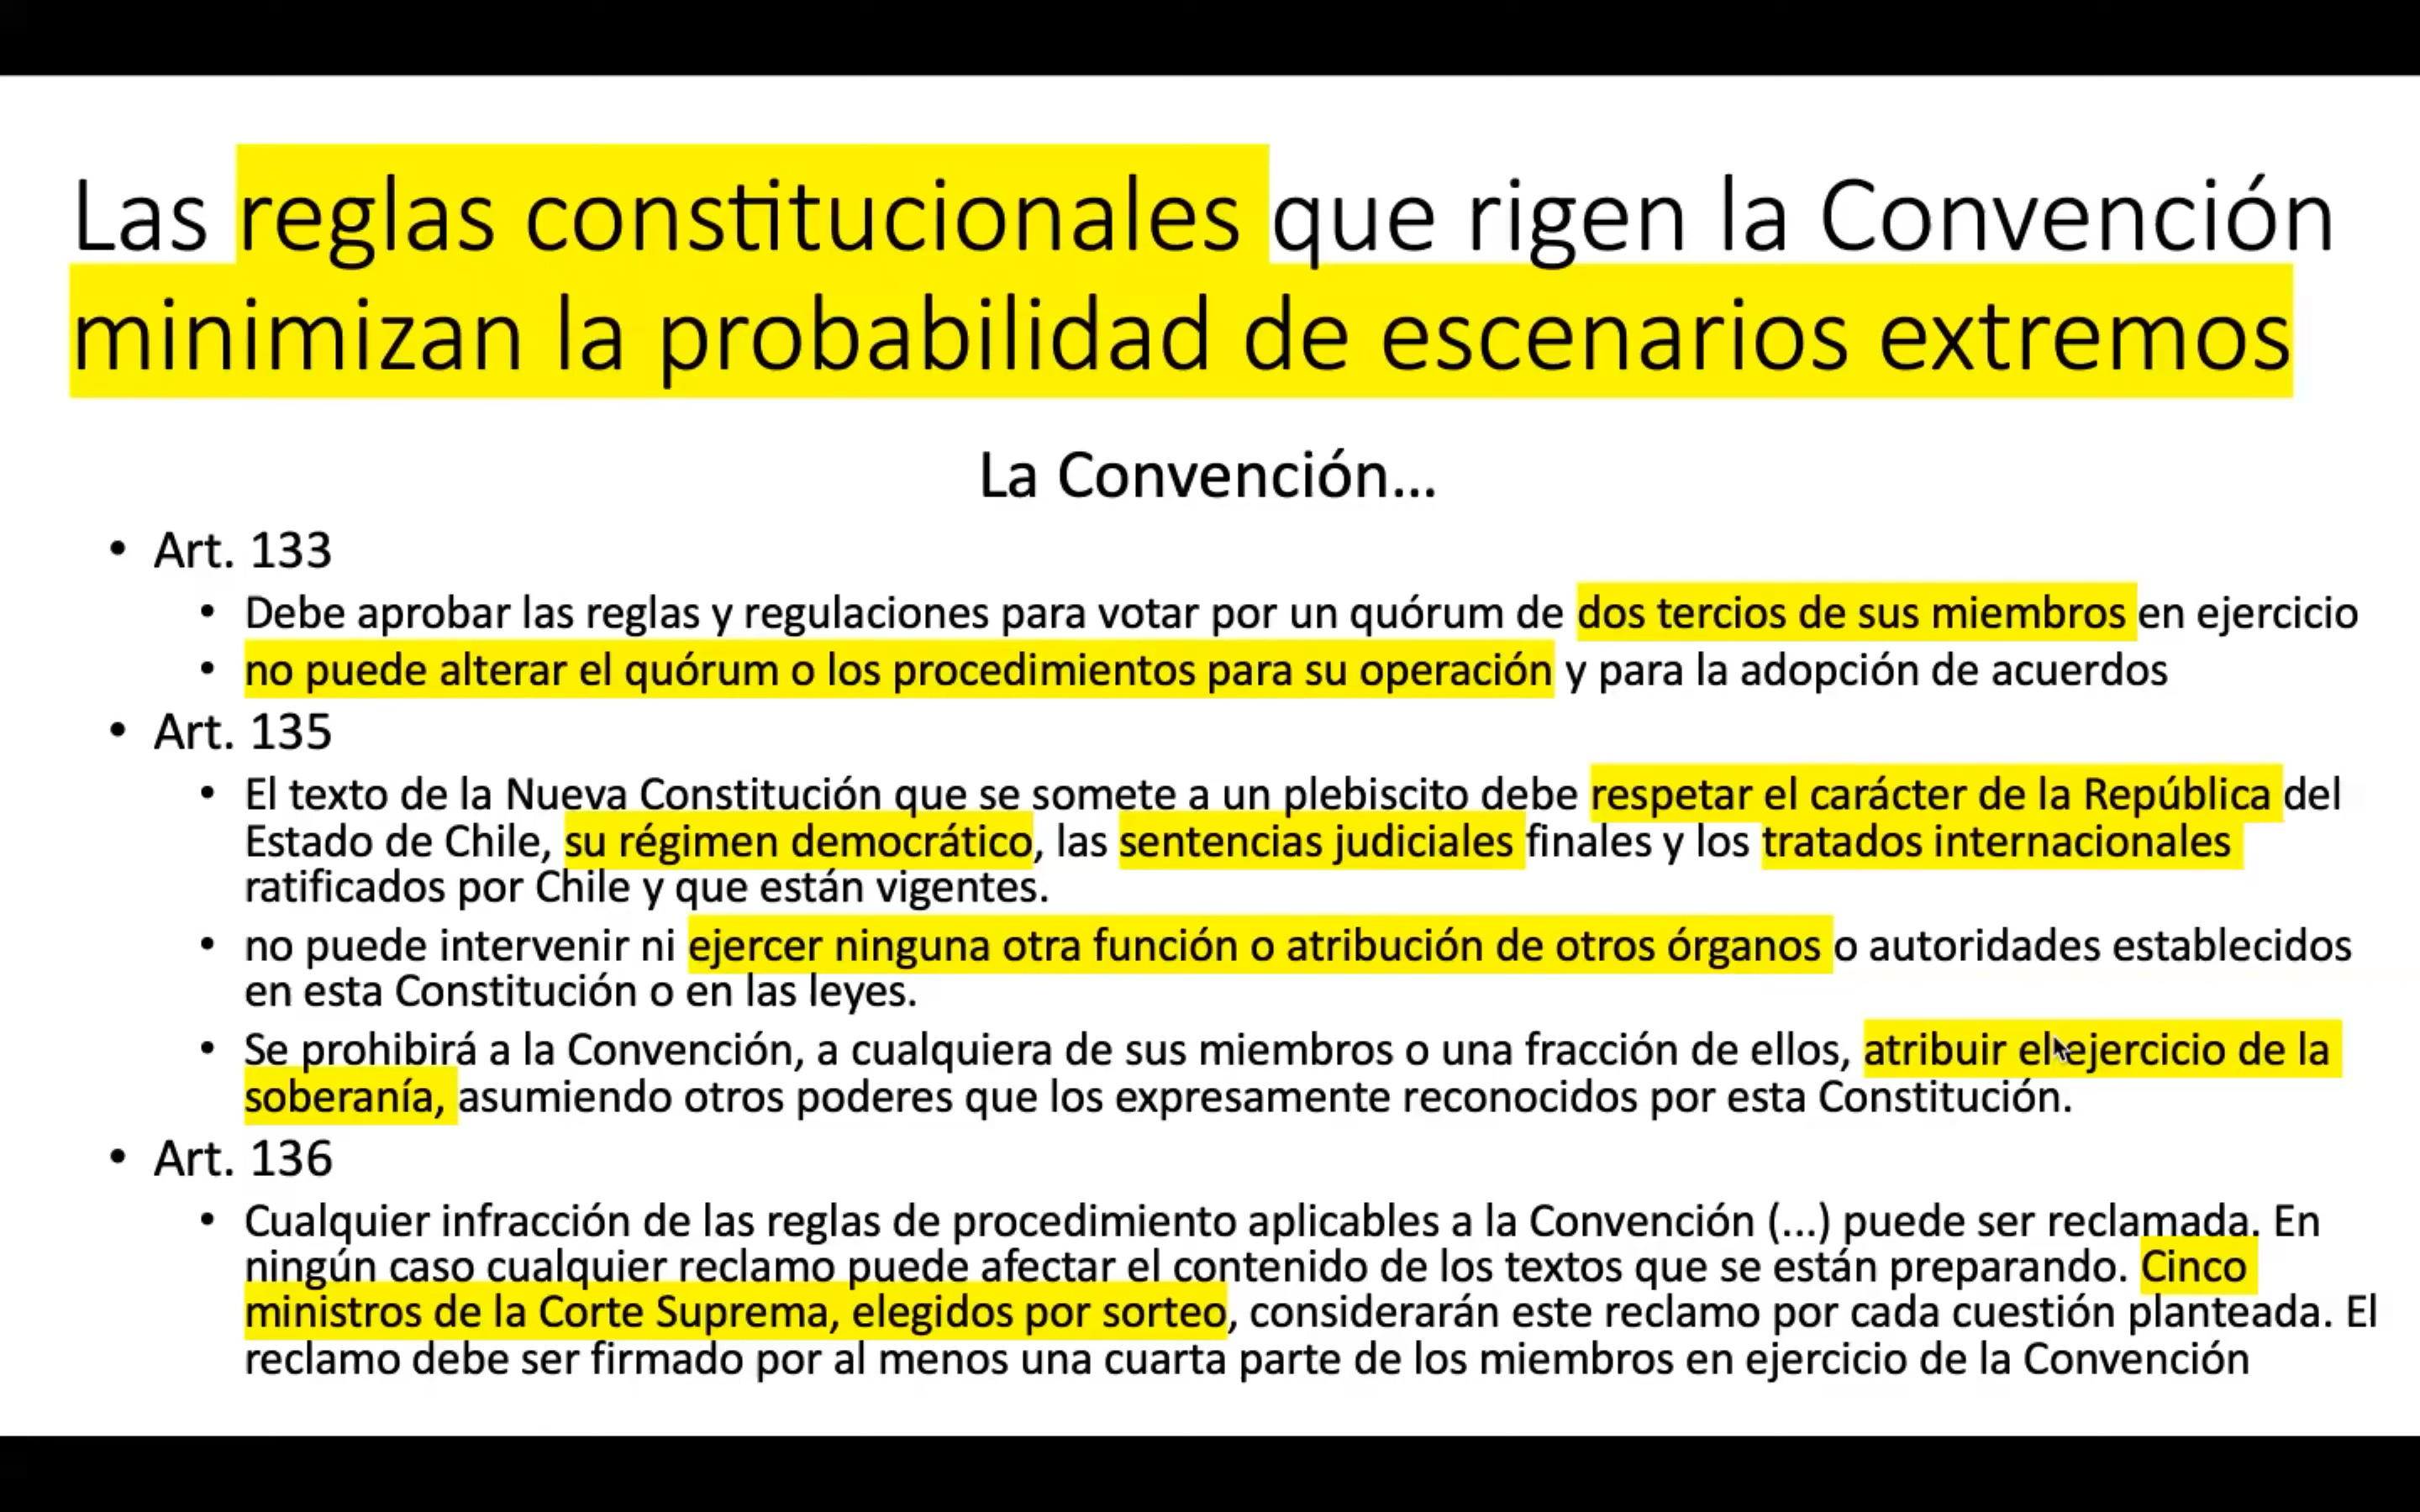 Las reglas constitucionales que rigen la Convención
minimizan la probabilidad de escenarios extremos
La Convención...
• Art. 133
• Debe aprobar las reglas y regulaciones para votar por un quórum de dos tercios de sus miembros en ejercicio
• no puede alterar el quórum o los procedimientos para su operación y para la adopción de acuerdos
• Art. 135
• El texto de la Nueva Constitución que se somete a un plebiscito debe respetar el carácter de la República del
Estado de Chile, su régimen democrático, las sentencias judiciales finales y los tratados internacionales
ratificados por Chile y que están vigentes.
• no puede intervenir ni ejercer ninguna otra función o atribución de otros órganos o autoridades establecidos
en esta Constitución o en las leyes.
• Se prohibirá a la Convención, a cualquiera de sus miembros o una fracción de ellos, atribuir el ejercicio de la
soberanía, asumiendo otros poderes que los expresamente reconocidos por esta Constitución.
• Art. 136
• Cualquier infracción de las reglas de procedimiento aplicables a la Convención (...) puede ser reclamada. En
ningún caso cualquier reclamo puede afectar el contenido de los textos que se están preparando. Cinco
ministros de la Corte Suprema, elegidos por sorteo, considerarán este reclamo por cada cuestión planteada. El
reclamo debe ser firmado por al menos una cuarta parte de los miembros en ejercicio de la Convención